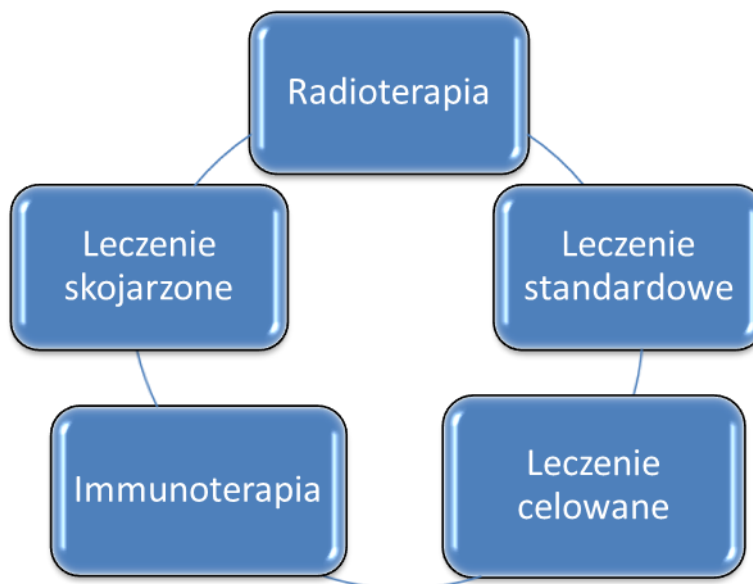 Radioterapia
Leczenie
skojarzone
Leczenie
standardowe
Immunoterapia
Leczenie
celowane